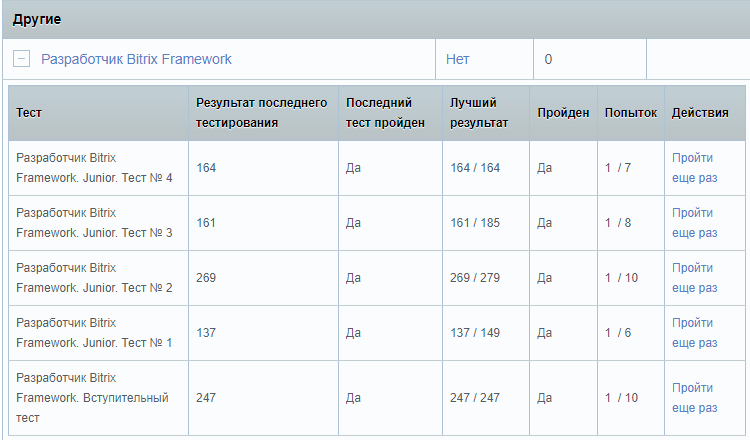 Другие
Разработчик Bitrix Framework Нет 0
Тест Результат последнего тестирования Последний тест пройден Лучший результат Пройден Попыток Действия
Разработчик Bitrix Framework. Junior. Тест № 4 164 Да 164 / 164 Да 1 / 7 Пройти еще раз
Разработчик Bitrix Framework. Junior. Тест № 3 161 Да 161 / 185 Да 1 / 8 Пройти еще раз
Разработчик Bitrix Framework. Junior. Тест № 2 269 Да 269 / 279 Да 1 / 10 Пройти еще раз
Разработчик Bitrix Framework. Junior. Тест № 1 137 Да 137 / 149 Да 1 / 6 Пройти еще раз
Разработчик Bitrix Framework. Вступительный тест 247 Да 247 / 247 Да 1 / 10 Пройти еще раз